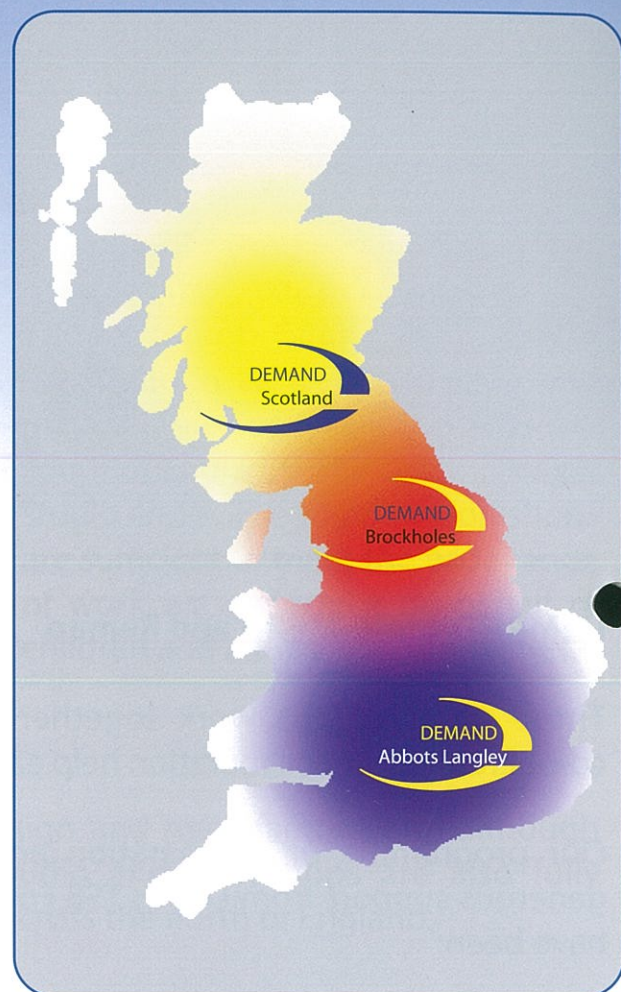 DEMAND
Scotland
DEMAND
Brockholes
DEMAND
Abbots Langley